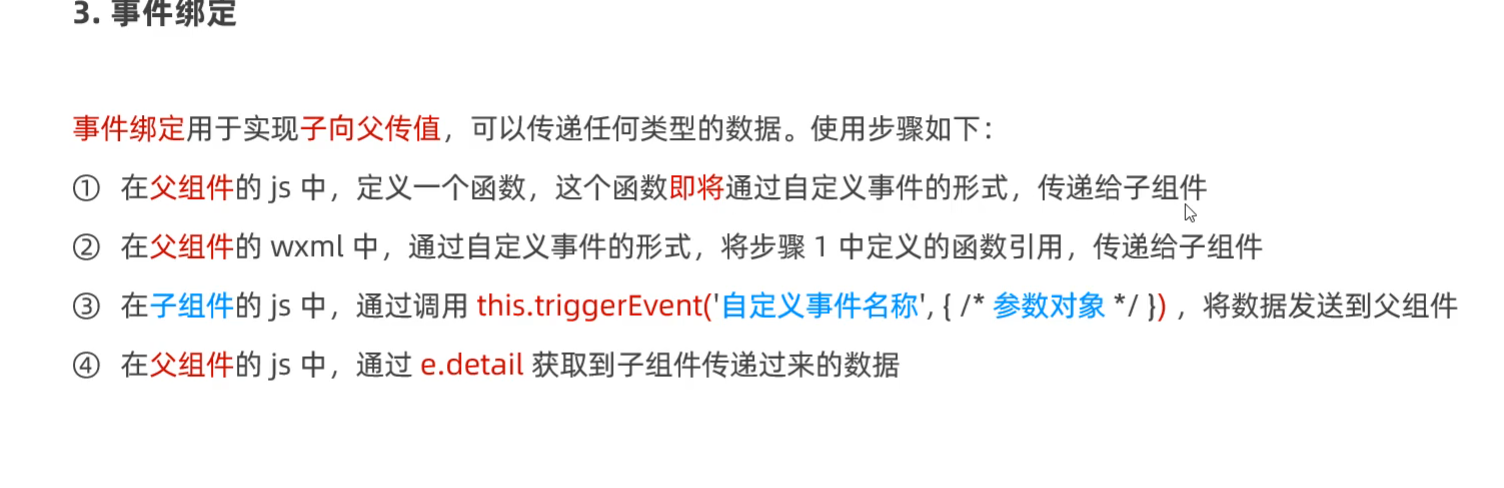 3. 事件绑定
事件绑定用于实现子向父传值，可以传递任何类型的数据。使用步骤如下：
① 在父组件的 js 中，定义一个函数，这个函数即将通过自定义事件的形式，传递给子组件
② 在父组件的 wxml 中，通过自定义事件的形式，将步骤 1 中定义的函数引用，传递给子组件
③ 在子组件的 js 中，通过调用 this.triggerEvent('自定义事件名称', { /* 参数对象 */ }) ，将数据发送到父组件
④ 在父组件的 js 中，通过 e.detail 获取到子组件传递过来的数据